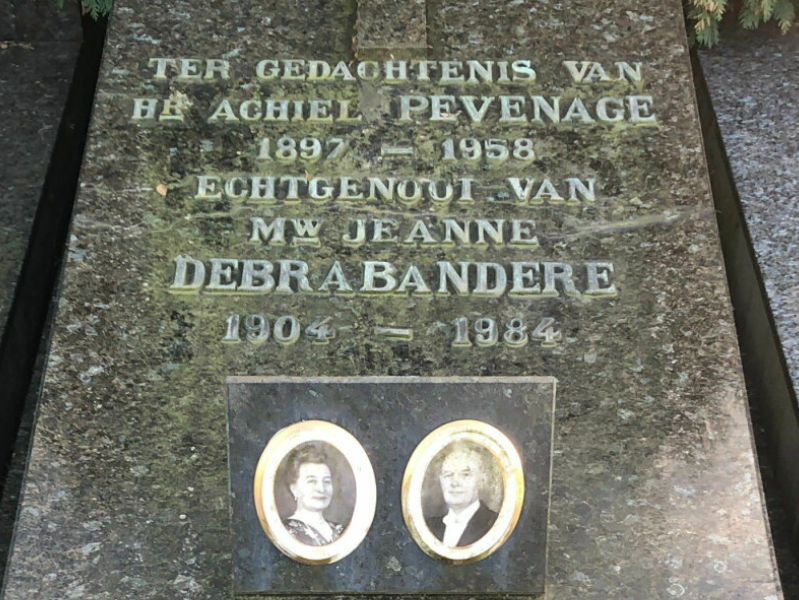 TER GEDACHTENIS VAN
HR ACHIEL PEVENAGE
1897 – 1958
ECHTGENOOT VAN
MW JEANNE
DEBRABANDERE
1904 – 1984